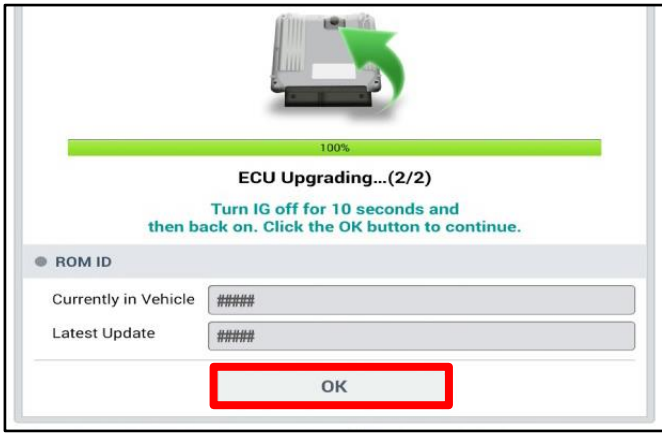 100%
ECU Upgrading...(2/2)
Turn IG off for 10 seconds and
then back on. Click the OK button to continue.
ROM ID
Currently in Vehicle #####
Latest Update #####
OK